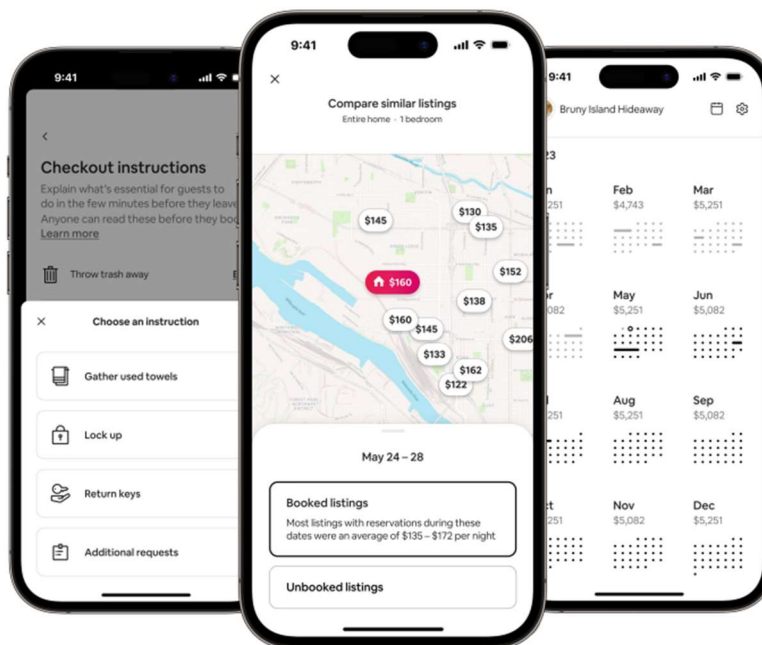 9:41
Checkout instructions
Explain what's essential for guests to
do in the few minutes before they leave
Anyone can read these before they boo
Learn more
Throw trash away
Choose an instruction
Gather used towels
Lock up
Return keys
Additional requests
9:41
Compare similar listings
Entire home · 1 bedroom
$145
$130
$135
$152
$160
$138
$160
$145
$206
$133
$162
$122
May 24 – 28
Booked listings
Most listings with reservations during these
dates were an average of $135 – $172 per night
Unbooked listings
9:41
Bruny Island Hideaway
23
Feb
Mar
251
$4,743
$5,251
May
Jun
082
$5,251
$5,082
Aug
Sep
251
$5,251
$5,082
Nov
Dec
251
$5,082
$5,251